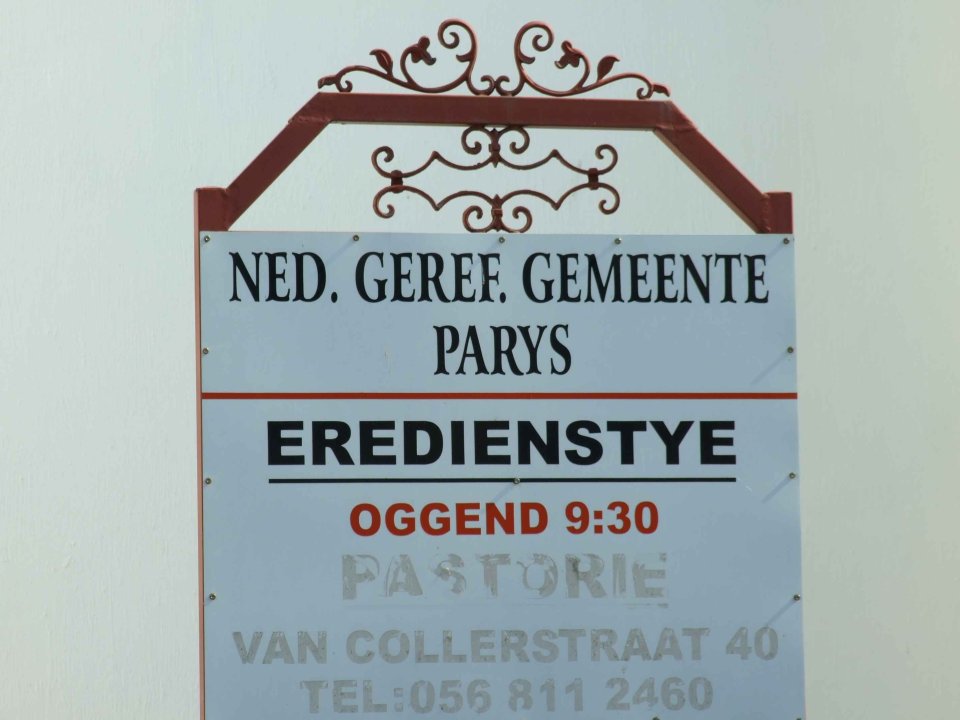 NED. GEREF. GEMEENTE
PARYS
EREDIENSTYE
OGGEND 9:30
PASTORIE
VAN COLLERSTRAAT 40
TEL:056 811 2460